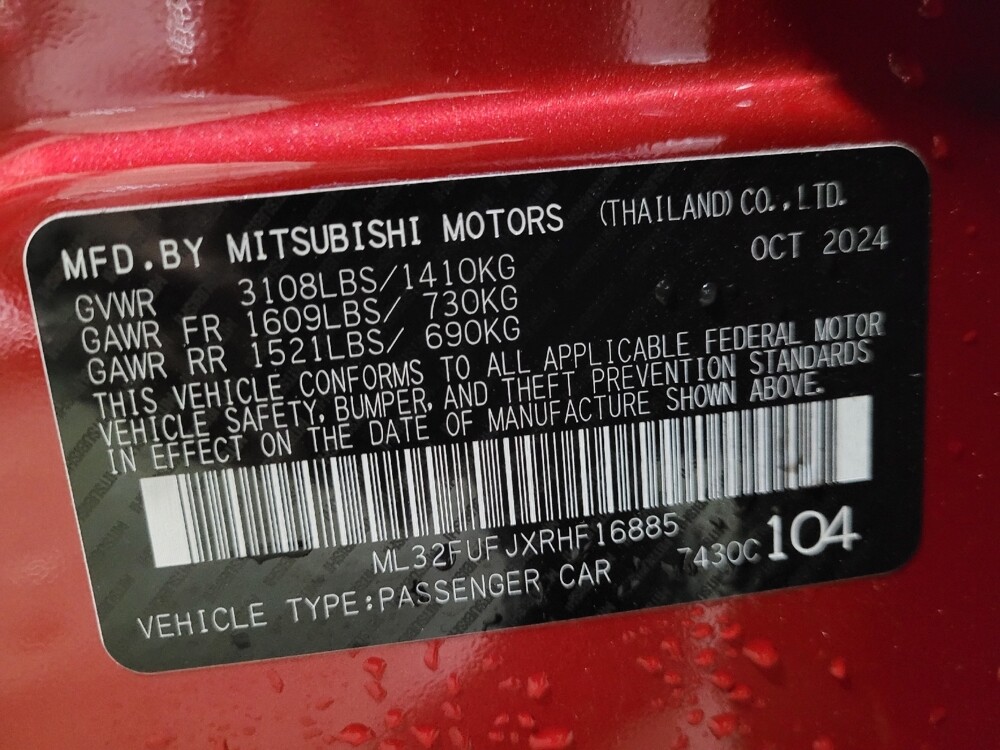 MFD.BY MITSUBISHI MOTORS (THAILAND) CO.,LTD.
OCT 2024
GVWR 3108LBS/1410KG
GAWR FR 1609LBS/ 730KG
GAWR RR 1521LBS/ 690KG
THIS VEHICLE CONFORMS TO ALL APPLICABLE FEDERAL MOTOR
VEHICLE SAFETY, BUMPER, AND THEFT PREVENTION STANDARDS
IN EFFECT ON THE DATE OF MANUFACTURE SHOWN ABOVE.
ML32FUFJXRHF16885
7430C 104
VEHICLE TYPE:PASSENGER CAR